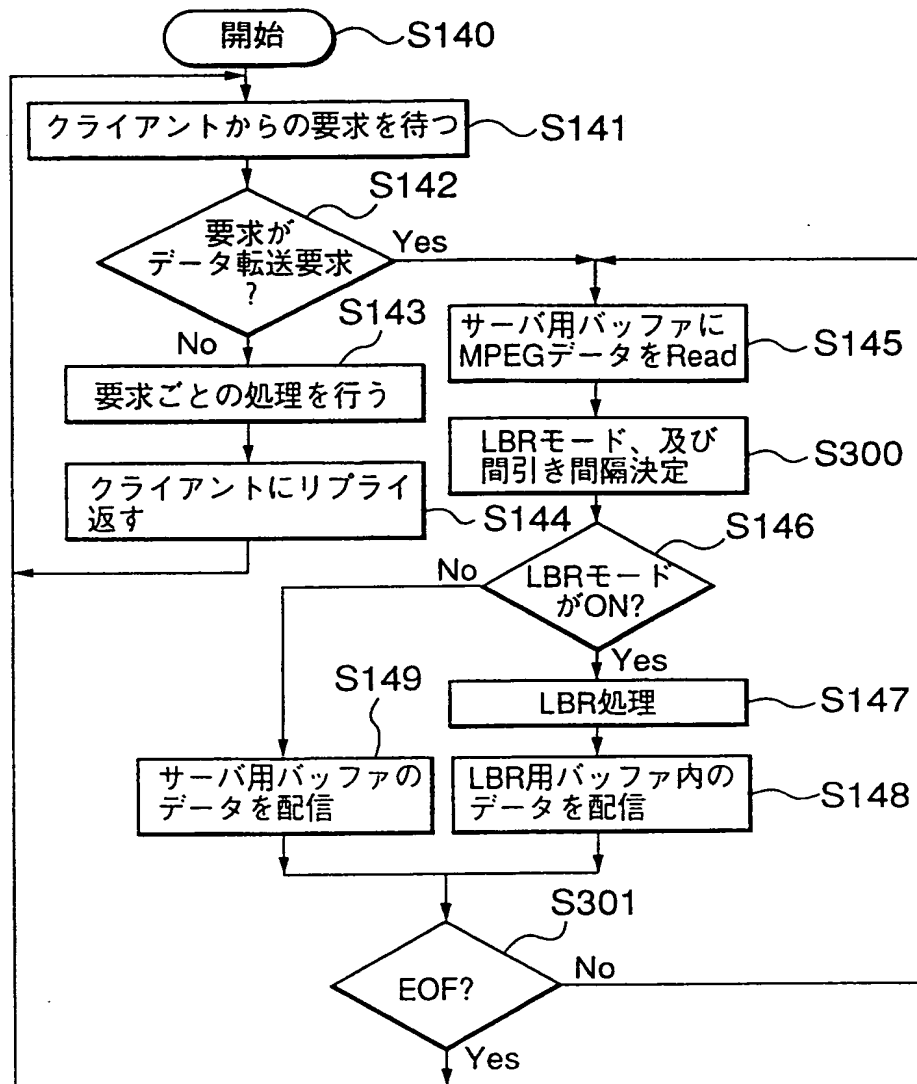 開始
S140
クライアントからの要求を待つ
S141
S142
要求が
データ転送要求
?
Yes
No
S143
要求ごとの処理を行う
クライアントにリプライ
返す
S144
サーバ用バッファに
MPEGデータをRead
S145
LBRモード、及び
間引き間隔決定
S300
S146
LBRモード
がON?
No
Yes
S149
LBR処理
S147
サーバ用バッファの
データを配信
LBR用バッファ内の
データを配信
S148
S301
EOF?
No
Yes